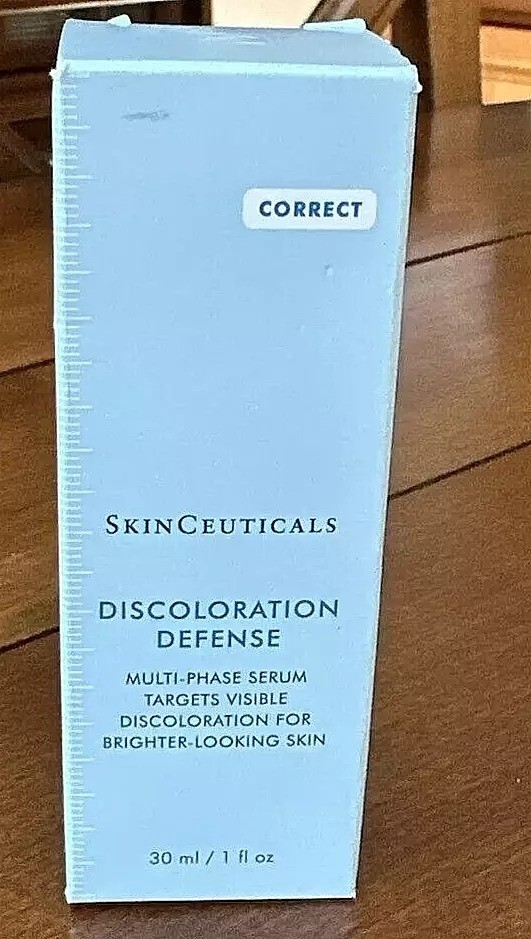 CORRECT
SKINCEUTICALS
DISCOLORATION
DEFENSE
MULTI-PHASE SERUM
TARGETS VISIBLE
DISCOLORATION FOR
BRIGHTER-LOOKING SKIN
30 ml / 1 fl oz